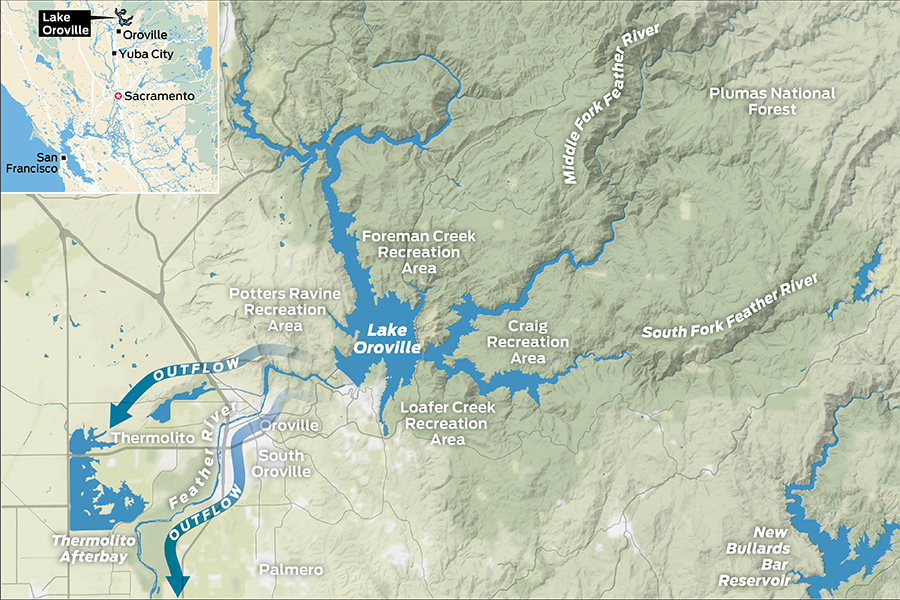 Lake
Oroville
Oroville
Yuba City
Sacramento
San
Francisco
Middle Fork Feather River
Plumas National
Forest
Foreman Creek
Recreation
Area
Potters Ravine
Recreation
Area
Lake
Oroville
Craig
Recreation
Area
South Fork Feather River
OUTFLOW
Loafer Creek
Recreation
Area
Thermolito
Feather River
Oroville
South
Oroville
OUTFLOW
Thermolito
Afterbay
Palmero
New
Bullards
Bar
Reservoir